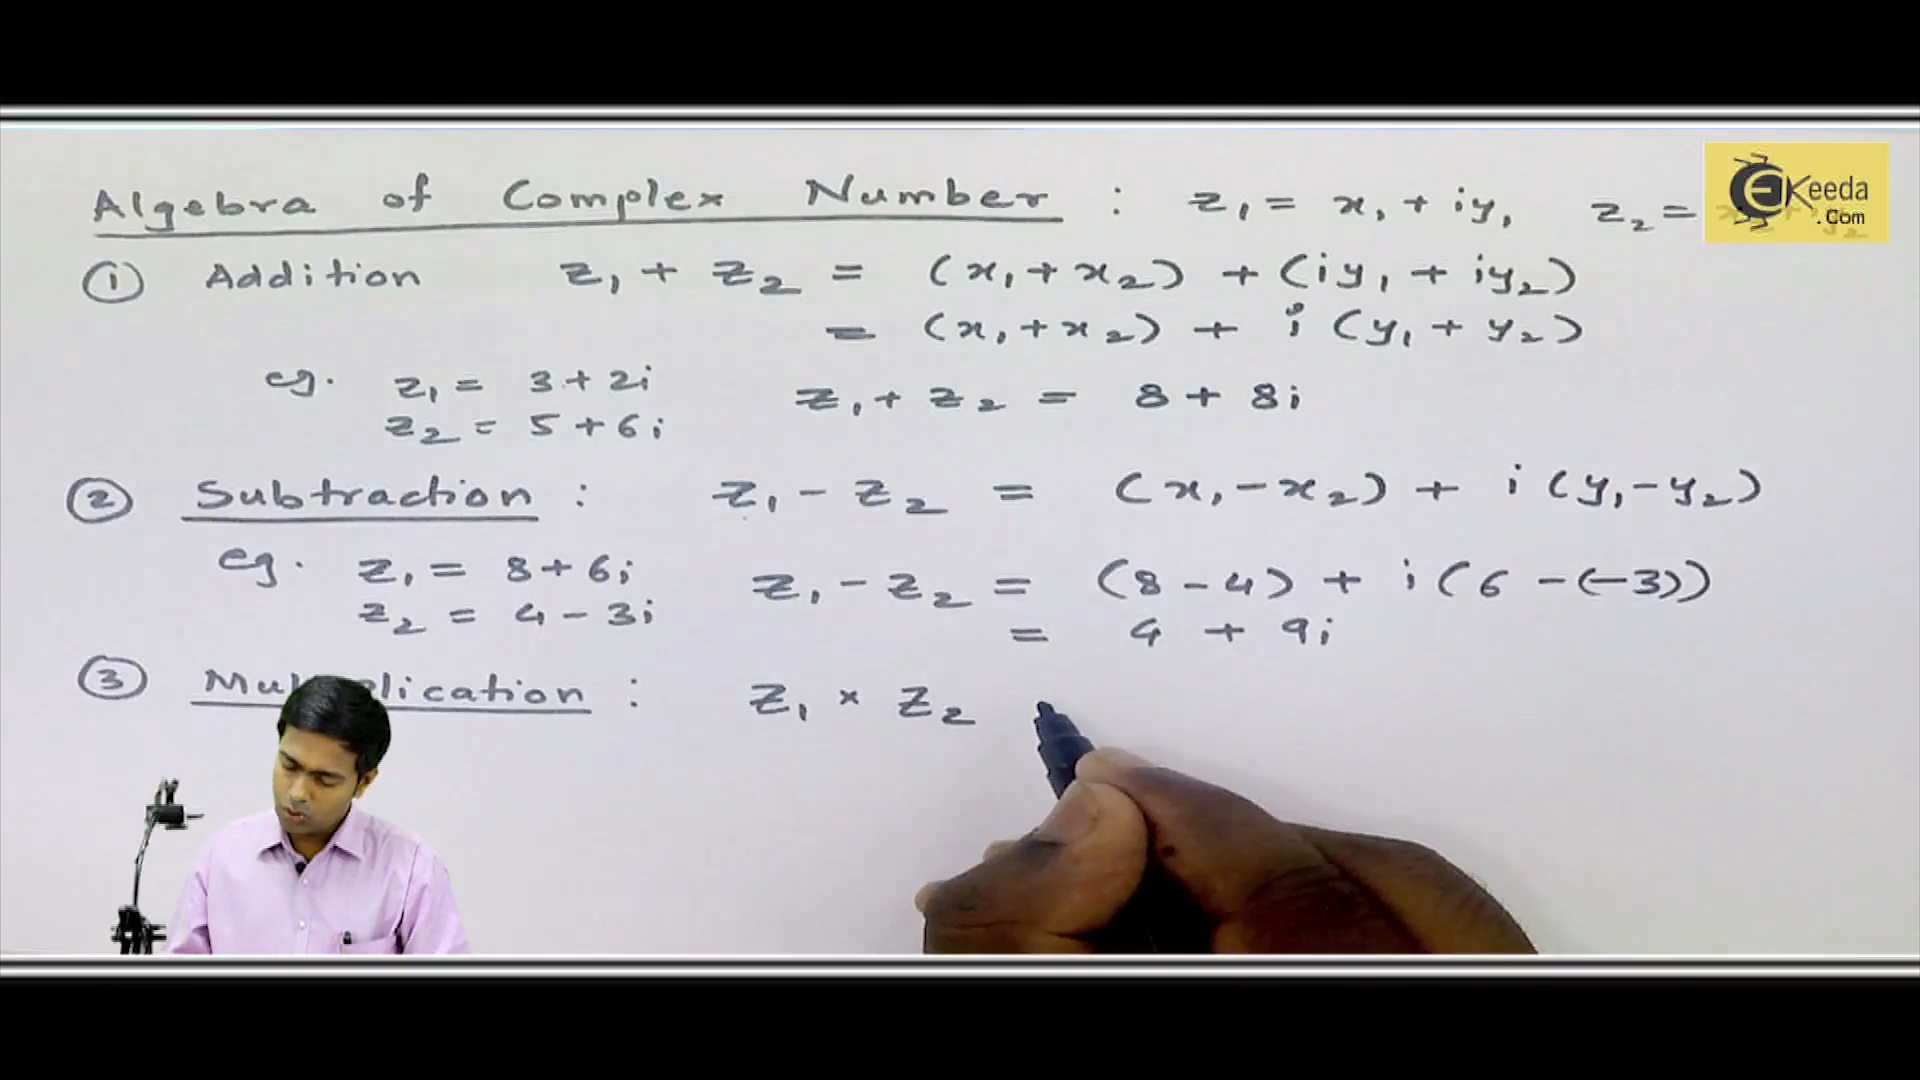 Algebra of Complex Number : z₁ = x₁ + iy₁ z₂ =
Keeda
.Com
① Addition z₁ + z₂ = (x₁ + x₂) + (iy₁ + iy₂)
= (x₁ + x₂) + i (y₁ + y₂)
eg. z₁ = 3 + 2i
z₂ = 5 + 6i
z₁ + z₂ = 8 + 8i
② Subtraction : z₁ - z₂ = (x₁ - x₂) + i (y₁ - y₂)
eg. z₁ = 8 + 6i
z₂ = 4 - 3i
z₁ - z₂ = (8 - 4) + i (6 - (-3))
= 4 + 9i
③ : z₁ × z₂